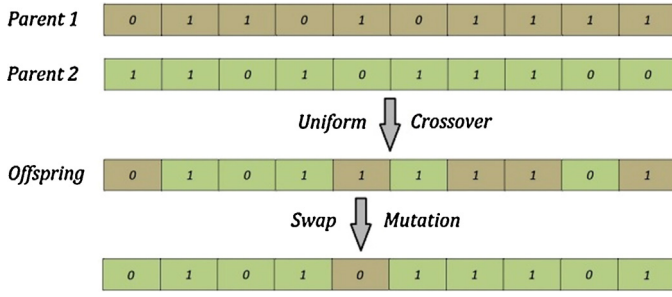 Parent 1 0 1 1 0 1 0 1 1 1 1
Parent 2 1 1 0 1 0 1 1 1 0 0
Uniform Crossover
Offspring 0 1 0 1 1 1 1 1 0 1
Swap Mutation
0 1 0 1 0 1 1 1 0 1